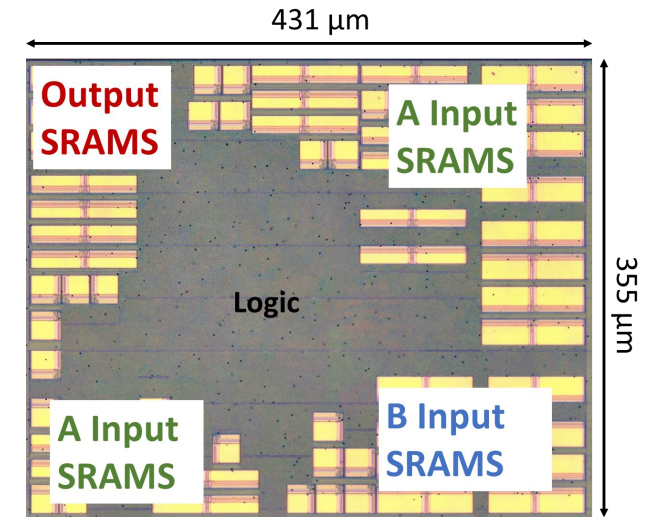 431 μm
Output
SRAMS
A Input
SRAMS
355 μm
Logic
A Input
SRAMS
B Input
SRAMS